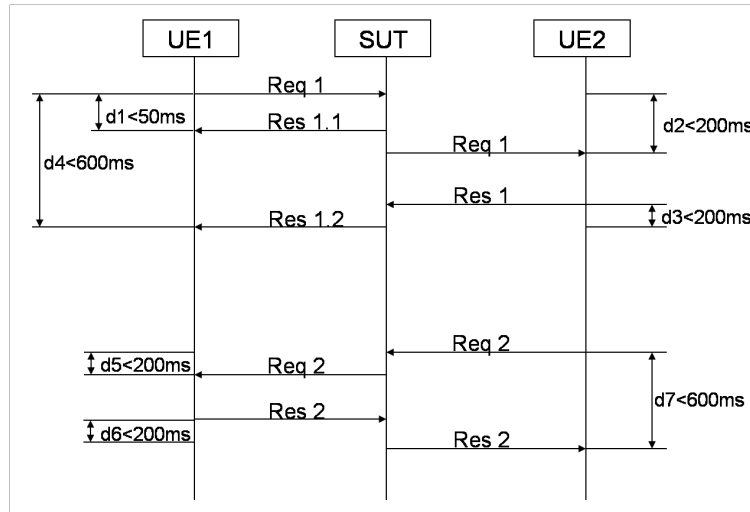 UE1
SUT
UE2
Req 1
d1<50ms
Res 1.1
d2<200ms
Req 1
d4<600ms
Res 1
Res 1.2
d3<200ms
Req 2
d5<200ms
Req 2
d7<600ms
Res 2
d6<200ms
Res 2